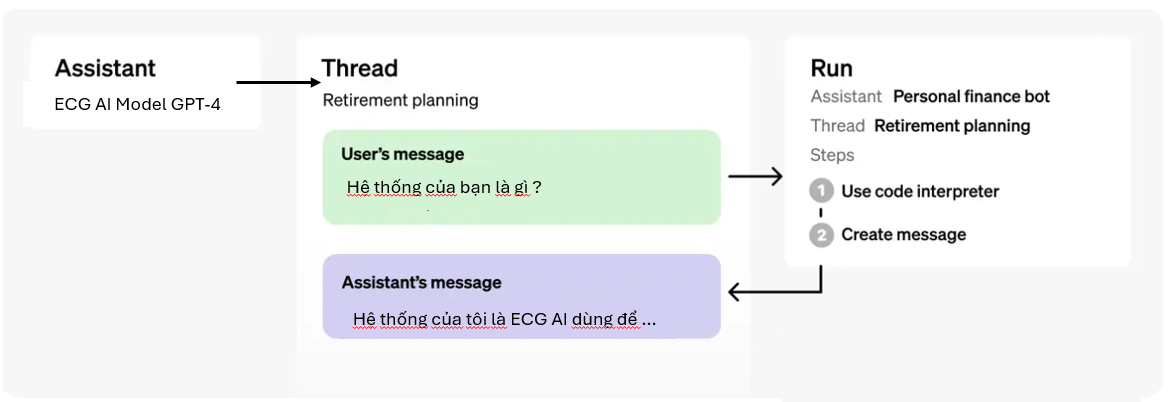 Assistant
ECG AI Model GPT-4
Thread
Retirement planning
User's message
Hệ thống của bạn là gì ?
Assistant's message
Hệ thống của tôi là ECG AI dùng để ...
Run
Assistant Personal finance bot
Thread Retirement planning
Steps
1 Use code interpreter
2 Create message